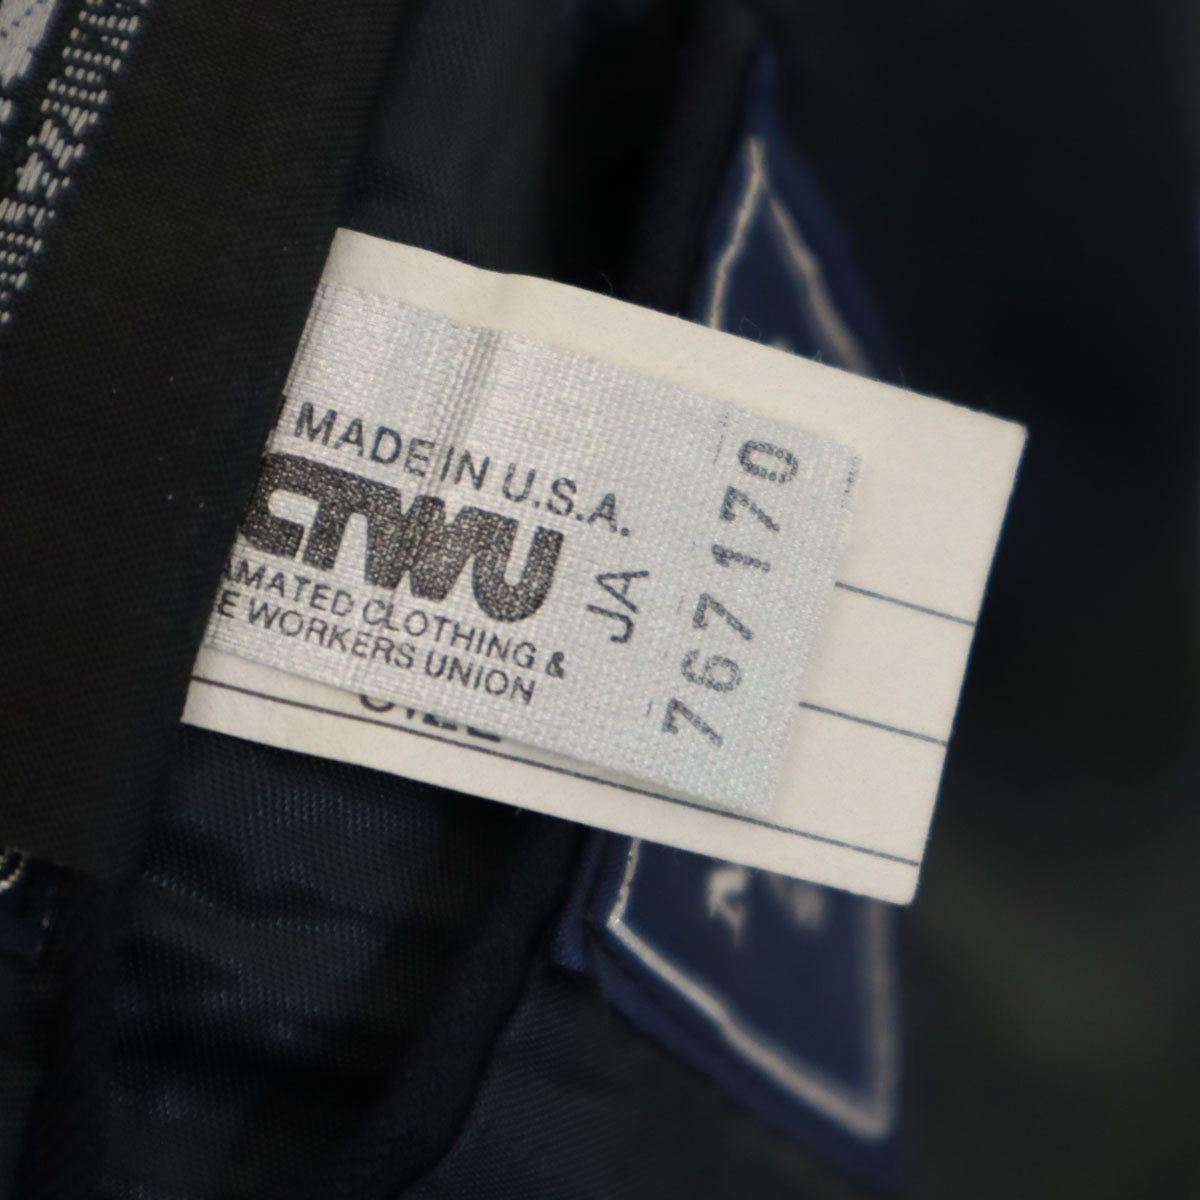 MADE IN U.S.A.
CTWU
AMATED CLOTHING &
E WORKERS UNION
JA
767170